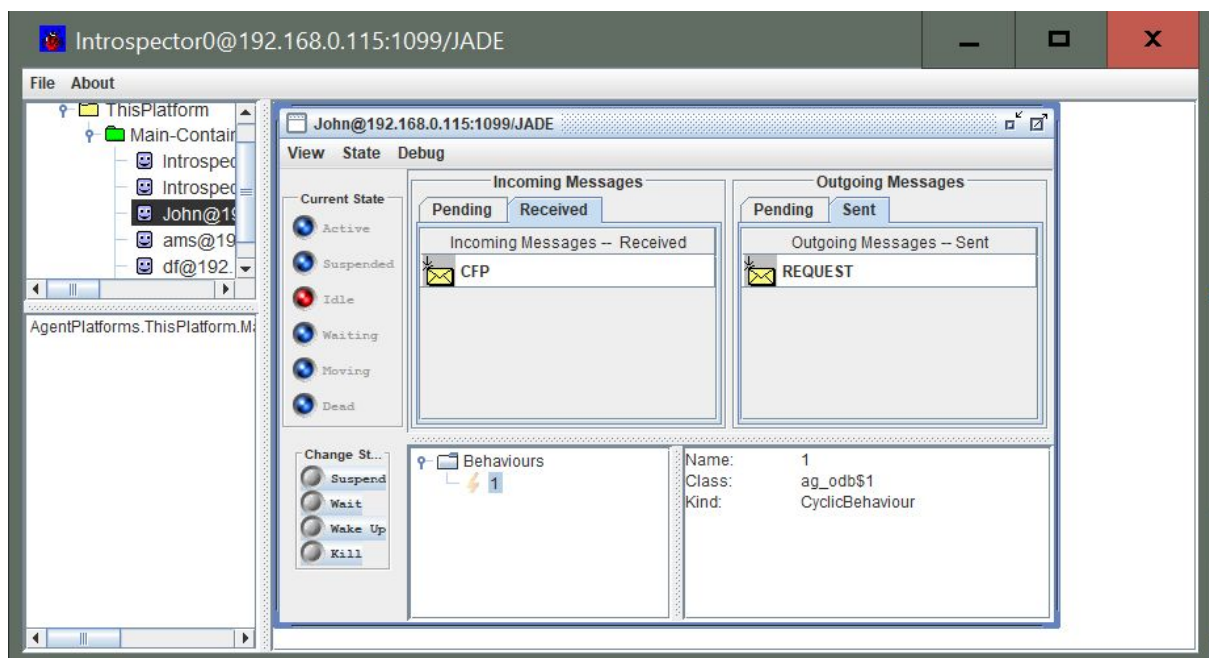 Introspector0@192.168.0.115:1099/JADE
File About
ThisPlatform
Main-Contair
Introspec
Introspec
John@19
ams@19
df@192.
AgentPlatforms.ThisPlatform.Ma
John@192.168.0.115:1099/JADE
View State Debug
Current State
Active
Suspended
Idle
Waiting
Moving
Dead
Incoming Messages
Pending Received
Incoming Messages -- Received
CFP
Outgoing Messages
Pending Sent
Outgoing Messages -- Sent
REQUEST
Change St...
Suspend
Wait
Wake Up
Kill
Behaviours
1
Name: 1
Class: ag_odb$1
Kind: CyclicBehaviour